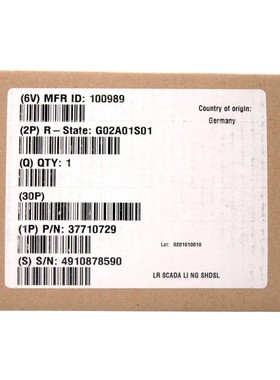 (6V) MFR ID: 100989
Country of origin:
Germany
(2P) R-State: G02A01S01
(Q) QTY: 1
(30P)
(1P) P/N: 37710729
Lot: 0201010010
(S) S/N: 4910878590
LR SCADA LI NG SHDSL